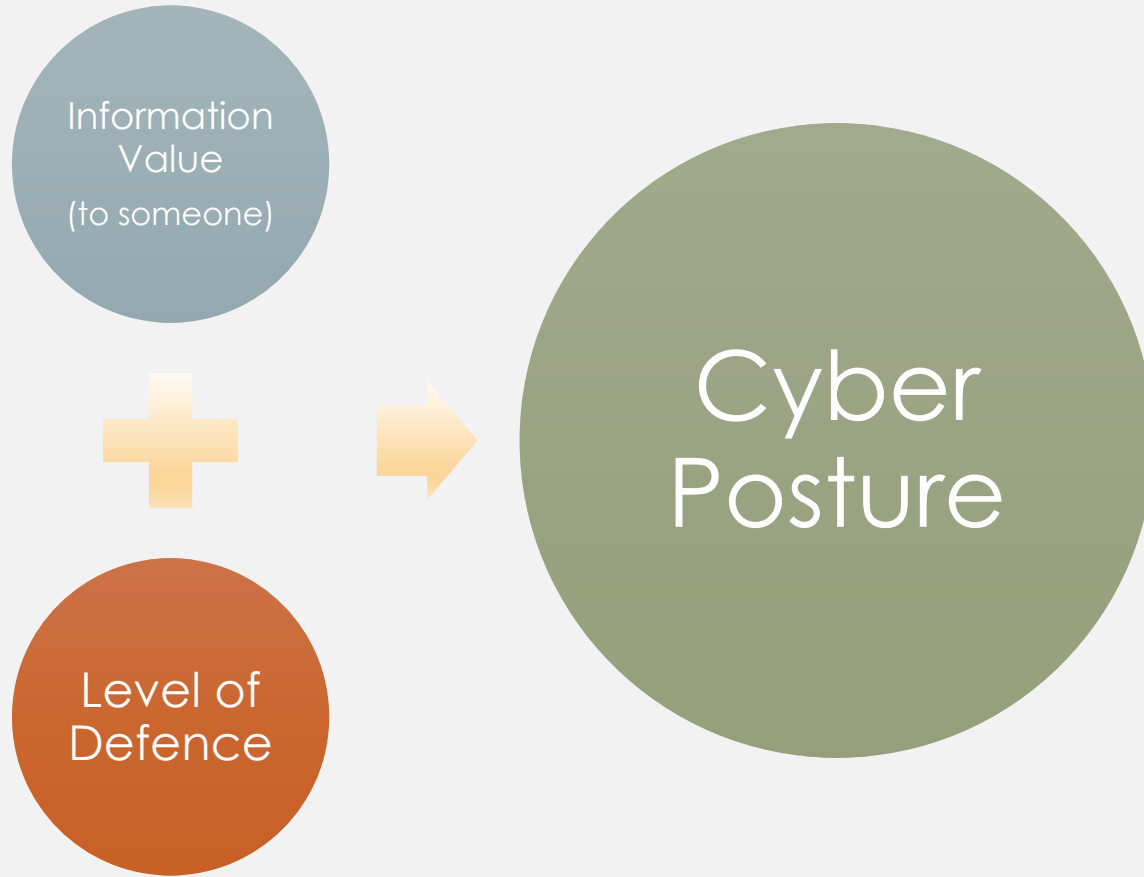 Information
Value
(to someone)
Level of
Defence
Cyber
Posture